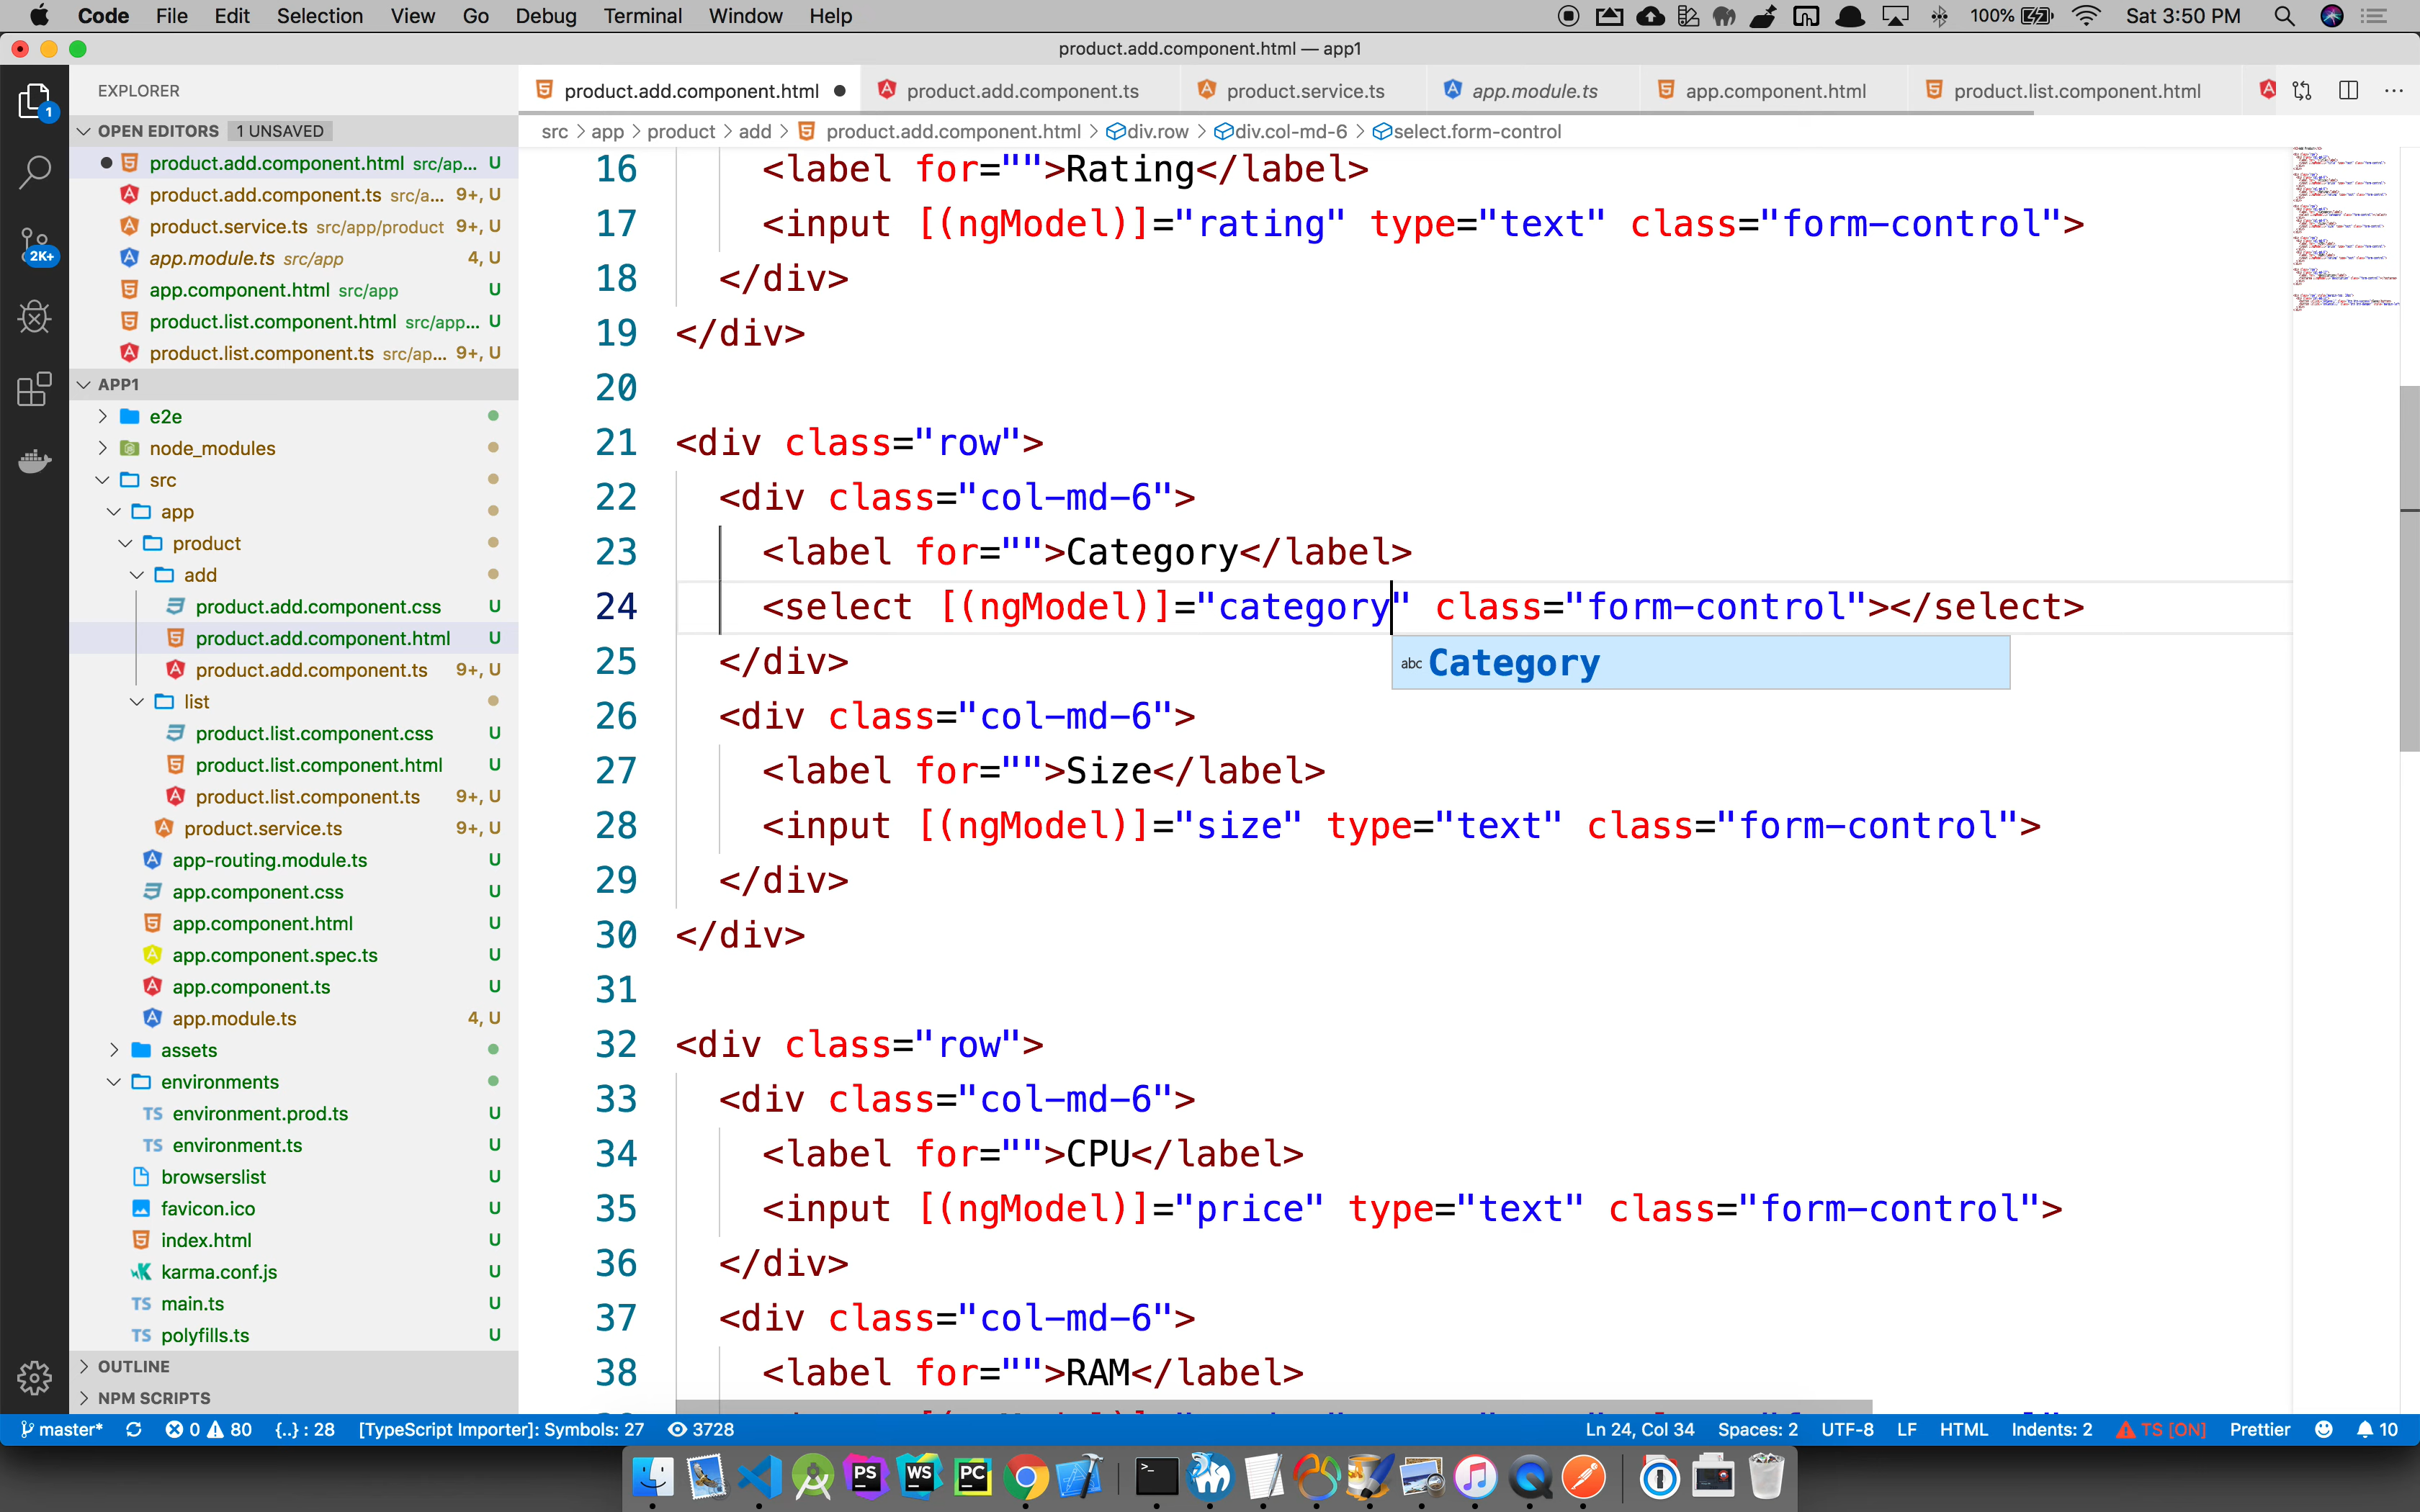 Code File Edit Selection View Go Debug Terminal Window Help 100% Sat 3:50 PM
product.add.component.html — app1
EXPLORER
OPEN EDITORS 1 UNSAVED
product.add.component.html src/ap... U
product.add.component.ts src/a... 9+, U
product.service.ts src/app/product 9+, U
app.module.ts src/app 4, U
app.component.html src/app U
product.list.component.html src/app... U
product.list.component.ts src/ap... 9+, U
APP1
e2e
node_modules
src
app
product
add
product.add.component.css U
product.add.component.html U
product.add.component.ts 9+, U
list
product.list.component.css U
product.list.component.html U
product.list.component.ts 9+, U
product.service.ts 9+, U
app-routing.module.ts U
app.component.css U
app.component.html U
app.component.spec.ts U
app.component.ts U
app.module.ts 4, U
assets
environments
environment.prod.ts U
environment.ts U
browserslist U
favicon.ico U
index.html U
karma.conf.js U
main.ts U
polyfills.ts U
OUTLINE
NPM SCRIPTS
1
2K+
product.add.component.html product.add.component.ts product.service.ts app.module.ts app.component.html product.list.component.html
src > app > product > add > product.add.component.html > div.row > div.col-md-6 > select.form-control
16 <label for="">Rating</label>
17 <input [(ngModel)]="rating" type="text" class="form-control">
18 </div>
19 </div>
20
21 <div class="row">
22 <div class="col-md-6">
23 <label for="">Category</label>
24 <select [(ngModel)]="category" class="form-control"></select>
abc Category
25 </div>
26 <div class="col-md-6">
27 <label for="">Size</label>
28 <input [(ngModel)]="size" type="text" class="form-control">
29 </div>
30 </div>
31
32 <div class="row">
33 <div class="col-md-6">
34 <label for="">CPU</label>
35 <input [(ngModel)]="price" type="text" class="form-control">
36 </div>
37 <div class="col-md-6">
38 <label for="">RAM</label>
master* 0 80 {..} : 28 [TypeScript Importer]: Symbols: 27 3728 Ln 24, Col 34 Spaces: 2 UTF-8 LF HTML Indents: 2 TS [ON] Prettier 10
PS WS PC